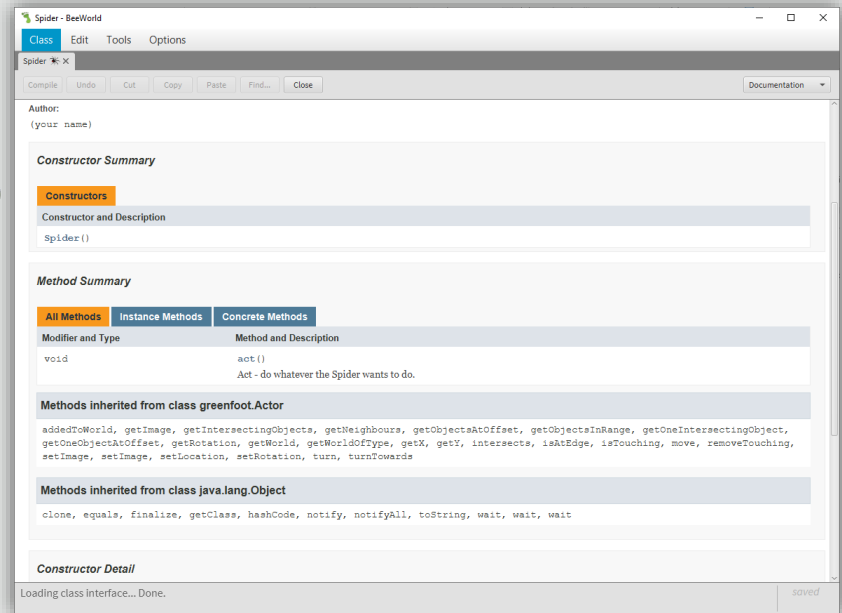 Spider - BeeWorld
Class Edit Tools Options
Spider
Compile Undo Cut Copy Paste Find... Close Documentation
Author:
(your name)
Constructor Summary
Constructors
Constructor and Description
Spider()
Method Summary
All Methods Instance Methods Concrete Methods
Modifier and Type Method and Description
void act()
Act - do whatever the Spider wants to do.
Methods inherited from class greenfoot.Actor
addedToWorld, getImage, getIntersectingObjects, getNeighbours, getObjectsAtOffset, getObjectsInRange, getOneIntersectingObject,
getOneObjectAtOffset, getRotation, getWorld, getWorldOfType, getX, getY, intersects, isAtEdge, isTouching, move, removeTouching,
setImage, setImage, setLocation, setRotation, turn, turnTowards
Methods inherited from class java.lang.Object
clone, equals, finalize, getClass, hashCode, notify, notifyAll, toString, wait, wait, wait
Constructor Detail
Loading class interface... Done. saved